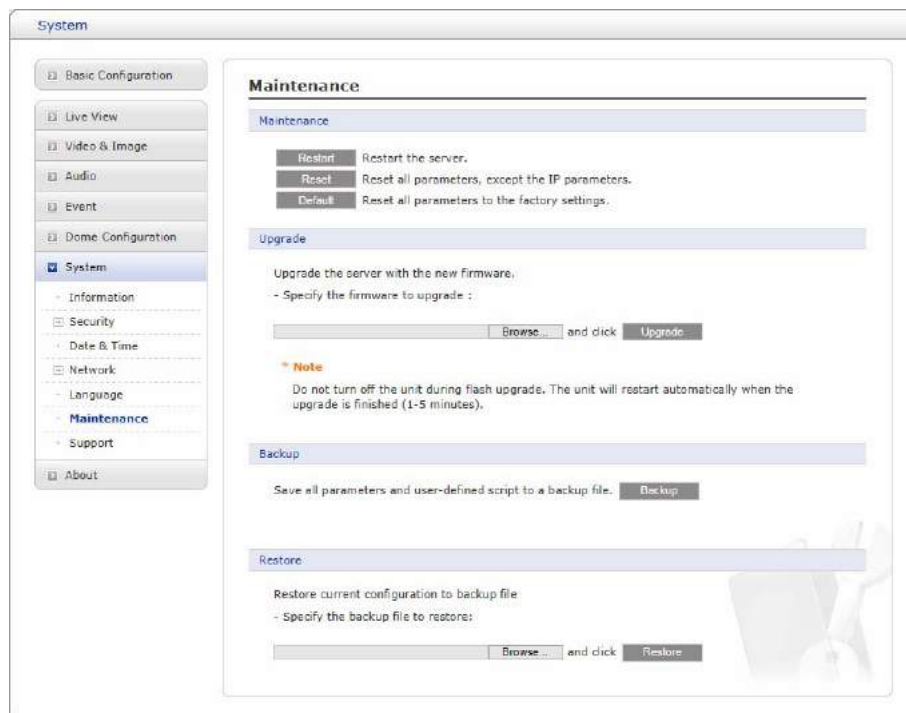 System
Basic Configuration
Live View
Video & Image
Audio
Event
Dome Configuration
System
Information
Security
Date & Time
Network
Language
Maintenance
Support
About
Maintenance
Maintenance
Restart Restart the server.
Reset Reset all parameters, except the IP parameters.
Default Reset all parameters to the factory settings.
Upgrade
Upgrade the server with the new firmware.
- Specify the firmware to upgrade :
Browse... and click Upgrade
* Note
Do not turn off the unit during flash upgrade. The unit will restart automatically when the
upgrade is finished (1-5 minutes).
Backup
Save all parameters and user-defined script to a backup file. Backup
Restore
Restore current configuration to backup file
- Specify the backup file to restore:
Browse... and click Restore